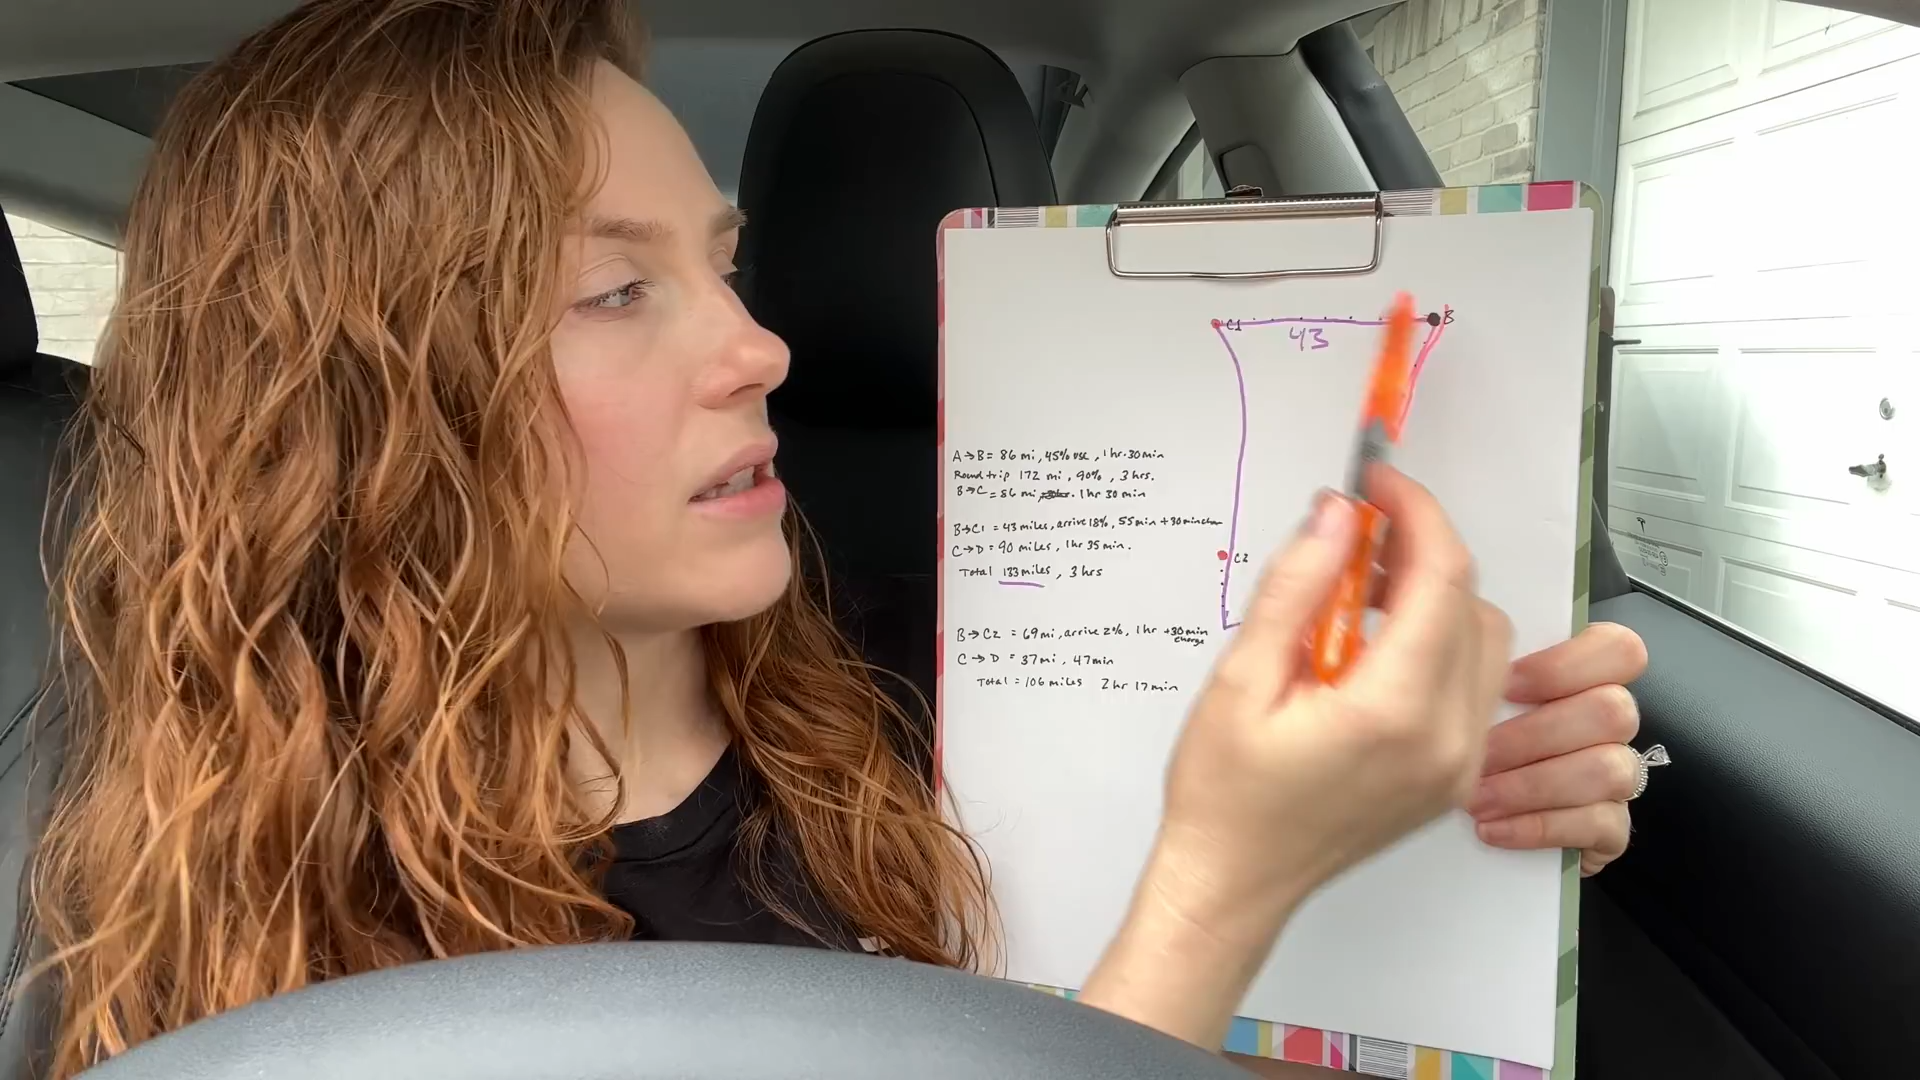 C1
B
43
A→B = 86 mi, 45% use, 1 hr 30 min
Round trip 172 mi, 90%, 3 hrs.
B→C = 86 mi 1 hr 30 min
B→C1 = 43 miles, arrive 18%, 55 min + 30 min char
C→D = 90 miles, 1 hr 35 min.
Total 133 miles, 3 hrs
C2
B→C2 = 69 mi, arrive 2%, 1 hr + 30 min
charge
C→D = 37 mi, 47 min
Total = 106 miles 2 hr 17 min